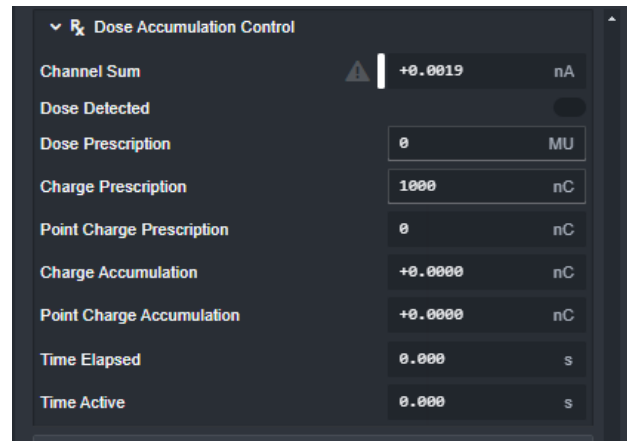 Rx Dose Accumulation Control
Channel Sum +0.0019 nA
Dose Detected
Dose Prescription 0 MU
Charge Prescription 1000 nC
Point Charge Prescription 0 nC
Charge Accumulation +0.0000 nC
Point Charge Accumulation +0.0000 nC
Time Elapsed 0.000 s
Time Active 0.000 s